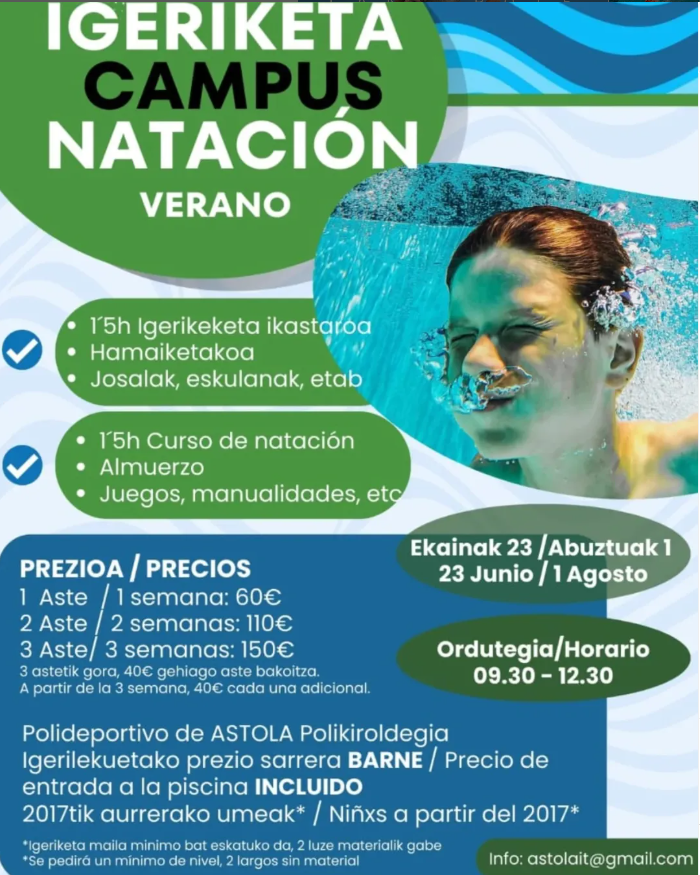 IGERIKETA
CAMPUS
NATACIÓN
VERANO
• 1´5h Igerikeketa ikastaroa
• Hamaiketakoa
• Josalak, eskulanak, etab
• 1´5h Curso de natación
• Almuerzo
• Juegos, manualidades, etc
Ekainak 23 /Abuztuak 1
23 Junio / 1 Agosto
PREZIOA / PRECIOS
1 Aste / 1 semana: 60€
2 Aste / 2 semanas: 110€
3 Aste/ 3 semanas: 150€
3 astetik gora, 40€ gehiago aste bakoitza.
A partir de la 3 semana, 40€ cada una adicional.
Ordutegia/Horario
09.30 - 12.30
Polideportivo de ASTOLA Polikiroldegia
Igerilekuetako prezio sarrera BARNE / Precio de
entrada a la piscina INCLUIDO
2017tik aurrerako umeak* / Niñxs a partir del 2017*
*Igeriketa maila minimo bat eskatuko da, 2 luze materialik gabe
*Se pedirá un mínimo de nivel, 2 largos sin material
Info: astolait@gmail.com